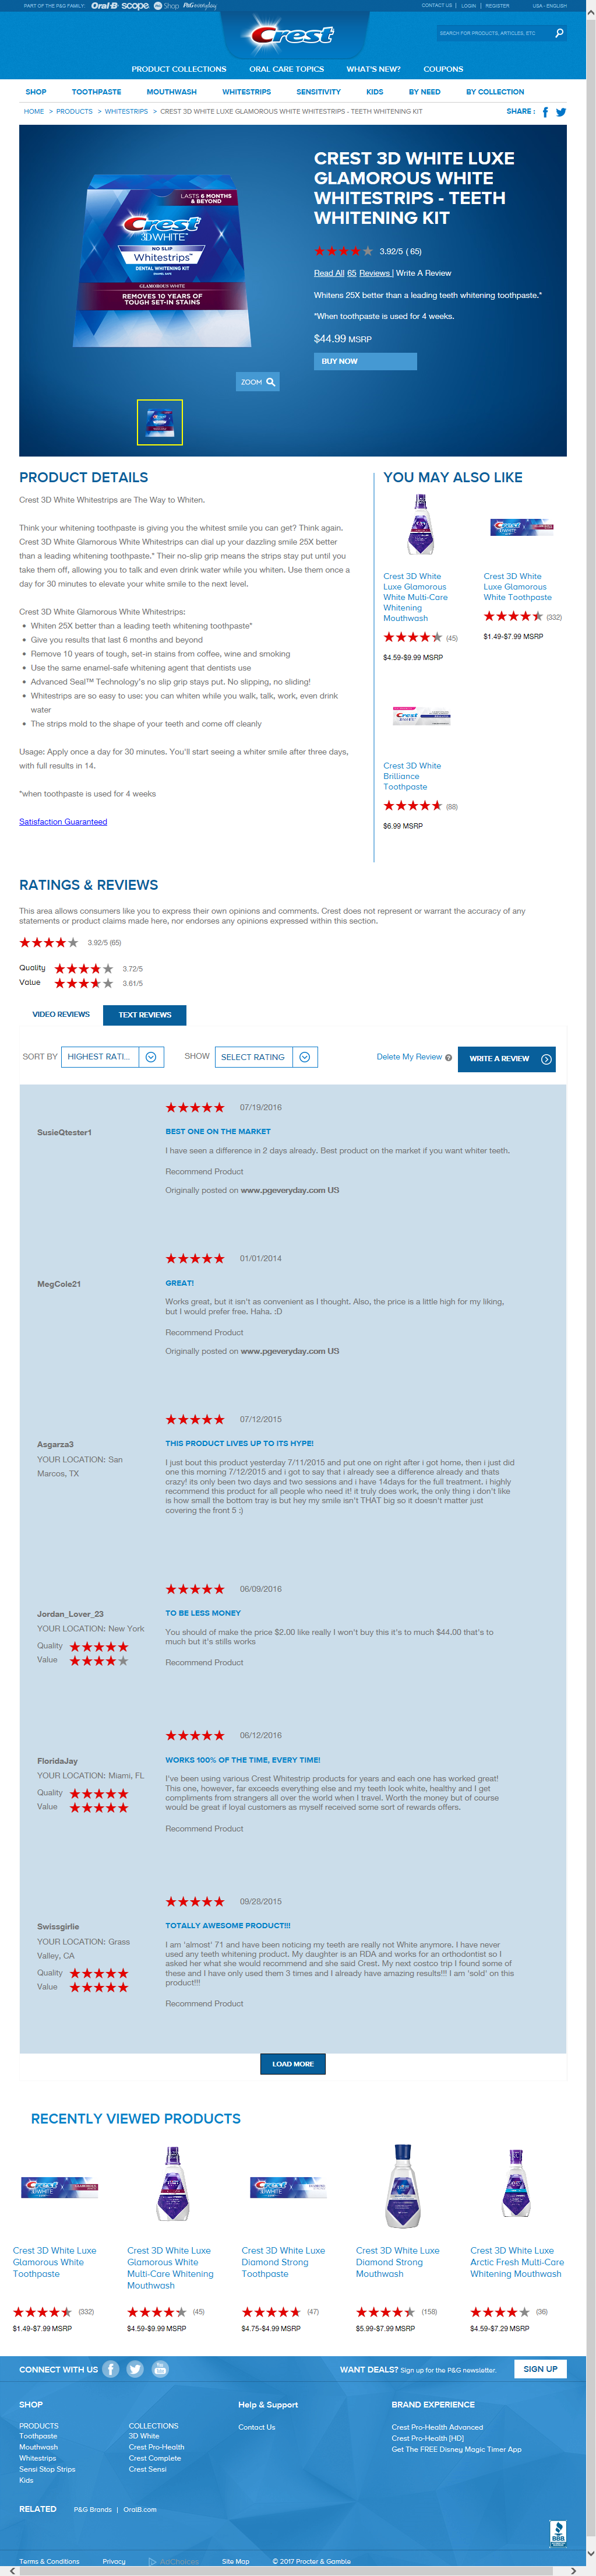 PART OF THE P&G FAMILY: Oral-B scope Shop P&G everyday
CONTACT US | LOGIN | REGISTER USA - ENGLISH
Crest
SEARCH FOR PRODUCTS, ARTICLES, ETC
PRODUCT COLLECTIONS ORAL CARE TOPICS WHAT'S NEW? COUPONS
SHOP TOOTHPASTE MOUTHWASH WHITESTRIPS SENSITIVITY KIDS BY NEED BY COLLECTION
HOME > PRODUCTS > WHITESTRIPS > CREST 3D WHITE LUXE GLAMOROUS WHITE WHITESTRIPS - TEETH WHITENING KIT
SHARE :
LASTS 6 MONTHS
& BEYOND
Crest
3DWHITE
NO SLIP
Whitestrips
DENTAL WHITENING KIT
GLAMOROUS WHITE
REMOVES 10 YEARS OF
TOUGH SET-IN STAINS
ZOOM
CREST 3D WHITE LUXE
GLAMOROUS WHITE
WHITESTRIPS - TEETH
WHITENING KIT
3.92/5 ( 65)
Read All 65 Reviews | Write A Review
Whitens 25X better than a leading teeth whitening toothpaste.*
*When toothpaste is used for 4 weeks.
$44.99 MSRP
BUY NOW
PRODUCT DETAILS
Crest 3D White Whitestrips are The Way to Whiten.
Think your whitening toothpaste is giving you the whitest smile you can get? Think again.
Crest 3D White Glamorous White Whitestrips can dial up your dazzling smile 25X better
than a leading whitening toothpaste.* Their no-slip grip means the strips stay put until you
take them off, allowing you to talk and even drink water while you whiten. Use them once a
day for 30 minutes to elevate your white smile to the next level.
Crest 3D White Glamorous White Whitestrips:
• Whiten 25X better than a leading teeth whitening toothpaste*
• Give you results that last 6 months and beyond
• Remove 10 years of tough, set-in stains from coffee, wine and smoking
• Use the same enamel-safe whitening agent that dentists use
• Advanced Seal™ Technology's no slip grip stays put. No slipping, no sliding!
• Whitestrips are so easy to use: you can whiten while you walk, talk, work, even drink
water
• The strips mold to the shape of your teeth and come off cleanly
Usage: Apply once a day for 30 minutes. You'll start seeing a whiter smile after three days,
with full results in 14.
*when toothpaste is used for 4 weeks
Satisfaction Guaranteed
YOU MAY ALSO LIKE
Crest 3D White
Luxe Glamorous
White Multi-Care
Whitening
Mouthwash
(45)
$4.59-$9.99 MSRP
Crest 3D White
Luxe Glamorous
White Toothpaste
(332)
$1.49-$7.99 MSRP
Crest 3D White
Brilliance
Toothpaste
(88)
$6.99 MSRP
RATINGS & REVIEWS
This area allows consumers like you to express their own opinions and comments. Crest does not represent or warrant the accuracy of any
statements or product claims made here, nor endorses any opinions expressed within this section.
3.92/5 (65)
Quality 3.72/5
Value 3.61/5
VIDEO REVIEWS TEXT REVIEWS
SORT BY HIGHEST RATI... SHOW SELECT RATING Delete My Review WRITE A REVIEW
07/19/2016
SusieQtester1
BEST ONE ON THE MARKET
I have seen a difference in 2 days already. Best product on the market if you want whiter teeth.
Recommend Product
Originally posted on www.pgeveryday.com US
01/01/2014
MegCole21
GREAT!
Works great, but it isn't as convenient as I thought. Also, the price is a little high for my liking,
but I would prefer free. Haha. :D
Recommend Product
Originally posted on www.pgeveryday.com US
07/12/2015
Asgarza3
YOUR LOCATION: San
Marcos, TX
THIS PRODUCT LIVES UP TO ITS HYPE!
I jsut bout this product yesterday 7/11/2015 and put one on right after i got home, then i just did
one this morning 7/12/2015 and i got to say that i already see a difference already and thats
crazy! its only been two days and two sessions and i have 14days for the full treatment. i highly
recommend this product for all people who need it! it truly does work, the only thing i don't like
is how small the bottom tray is but hey my smile isn't THAT big so it doesn't matter just
covering the front 5 :)
06/09/2016
Jordan_Lover_23
YOUR LOCATION: New York
Quality
Value
TO BE LESS MONEY
You should of make the price $2.00 like really I won't buy this it's to much $44.00 that's to
much but it's stills works
Recommend Product
06/12/2016
FloridaJay
YOUR LOCATION: Miami, FL
Quality
Value
WORKS 100% OF THE TIME, EVERY TIME!
I've been using various Crest Whitestrip products for years and each one has worked great!
This one, however, far exceeds everything else and my teeth look white, healthy and I get
compliments from strangers all over the world when I travel. Worth the money but of course
would be great if loyal customers as myself received some sort of rewards offers.
Recommend Product
09/28/2015
Swissgirlie
YOUR LOCATION: Grass
Valley, CA
Quality
Value
TOTALLY AWESOME PRODUCT!!!
I am 'almost' 71 and have been noticing my teeth are really not White anymore. I have never
used any teeth whitening product. My daughter is an RDA and works for an orthodontist so I
asked her what she would recommend and she said Crest. My next costco trip I found some of
these and I have only used them 3 times and I already have amazing results!!! I am 'sold' on this
product!!!
Recommend Product
LOAD MORE
RECENTLY VIEWED PRODUCTS
Crest 3D White Luxe
Glamorous White
Toothpaste
(332)
$1.49-$7.99 MSRP
Crest 3D White Luxe
Glamorous White
Multi-Care Whitening
Mouthwash
(45)
$4.59-$9.99 MSRP
Crest 3D White Luxe
Diamond Strong
Toothpaste
(47)
$4.75-$4.99 MSRP
Crest 3D White Luxe
Diamond Strong
Mouthwash
(158)
$5.99-$7.99 MSRP
Crest 3D White Luxe
Arctic Fresh Multi-Care
Whitening Mouthwash
(36)
$4.59-$7.29 MSRP
CONNECT WITH US
WANT DEALS? Sign up for the P&G newsletter. SIGN UP
SHOP
PRODUCTS
Toothpaste
Mouthwash
Whitestrips
Sensi Stop Strips
Kids
COLLECTIONS
3D White
Crest Pro-Health
Crest Complete
Crest Sensi
Help & Support
Contact Us
BRAND EXPERIENCE
Crest Pro-Health Advanced
Crest Pro-Health [HD]
Get The FREE Disney Magic Timer App
RELATED P&G Brands | OralB.com
BBB
Terms & Conditions Privacy AdChoices Site Map © 2017 Procter & Gamble